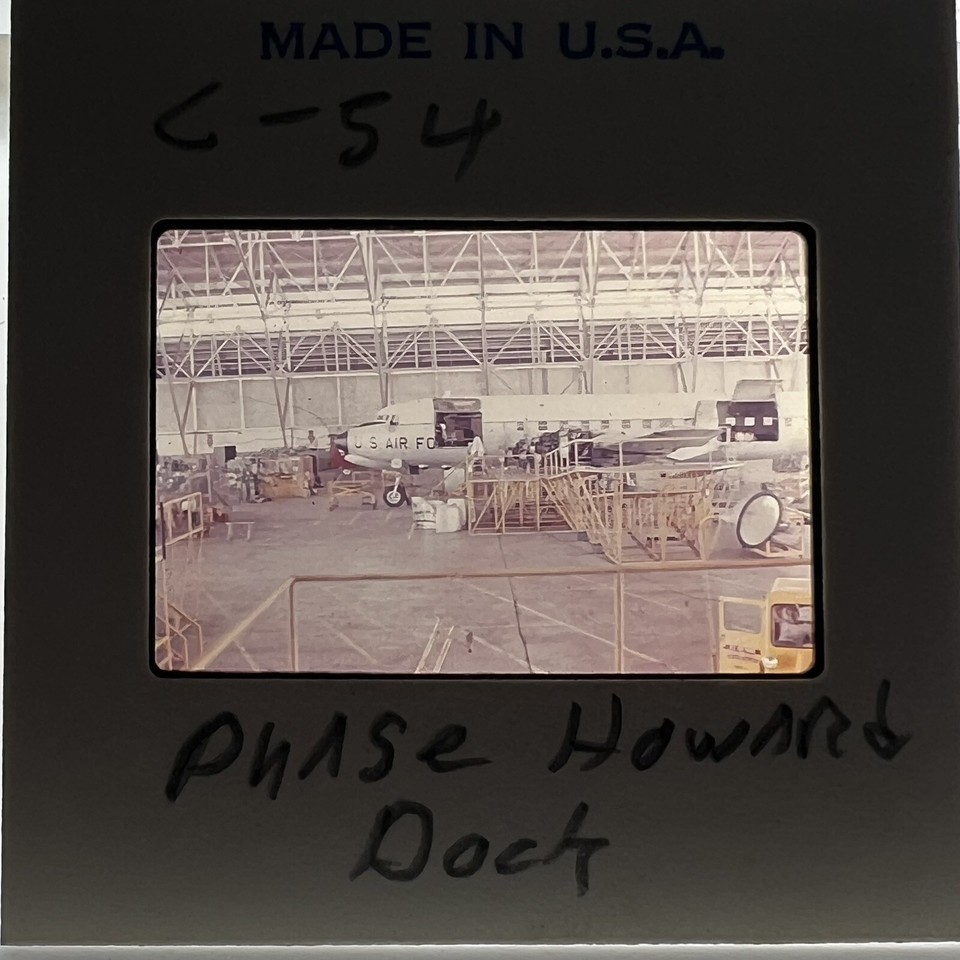 MADE IN U.S.A.
C-54
U.S. AIR FO
Phase Howard
Dock